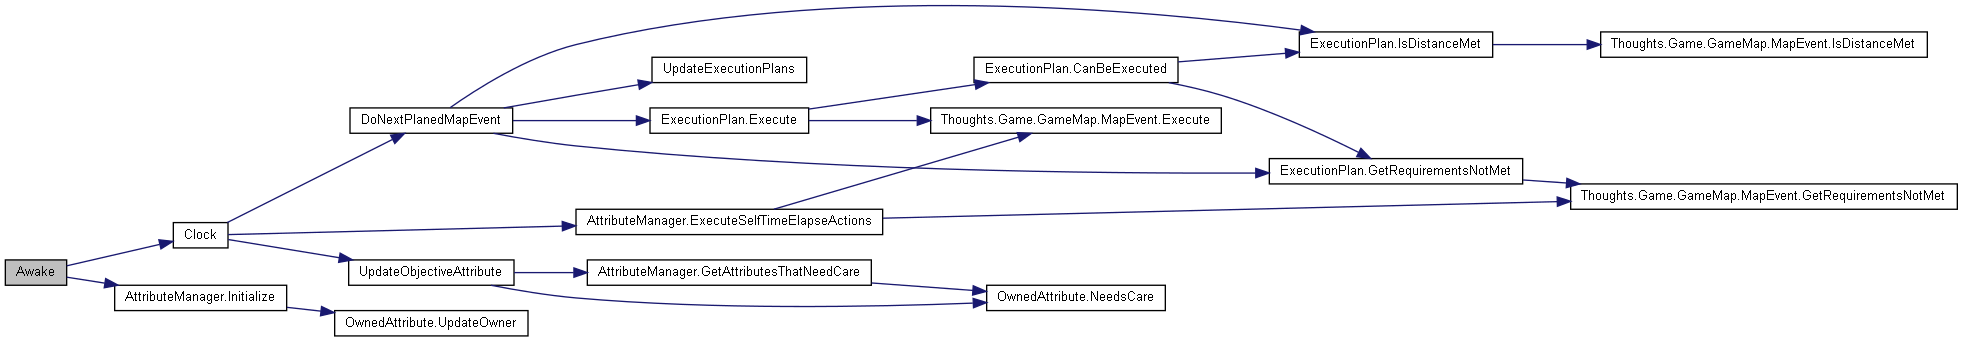 ExecutionPlan.IsDistanceMet
Thoughts.Game.GameMap.MapEvent.IsDistanceMet
UpdateExecutionPlans
ExecutionPlan.CanBeExecuted
DoNextPlanedMapEvent
ExecutionPlan.Execute
Thoughts.Game.GameMap.MapEvent.Execute
ExecutionPlan.GetRequirementsNotMet
Thoughts.Game.GameMap.MapEvent.GetRequirementsNotMet
AttributeManager.ExecuteSelfTimeElapseActions
Clock
Awake
UpdateObjectiveAttribute
AttributeManager.GetAttributesThatNeedCare
AttributeManager.Initialize
OwnedAttribute.NeedsCare
OwnedAttribute.UpdateOwner